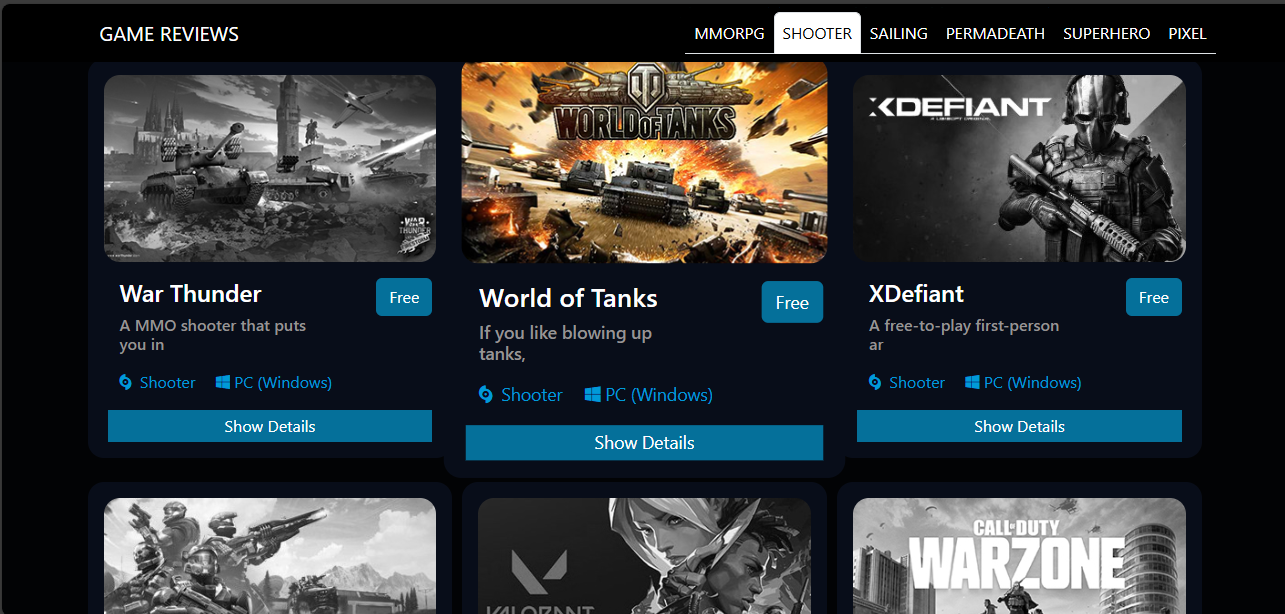 GAME REVIEWS
MMORPG SHOOTER SAILING PERMADEATH SUPERHERO PIXEL
WAR
THUNDER
WORLD OF TANKS
XDEFIANT
War Thunder
Free
A MMO shooter that puts
you in
Shooter PC (Windows)
Show Details
World of Tanks
Free
If you like blowing up
tanks,
Shooter PC (Windows)
Show Details
XDefiant
Free
A free-to-play first-person
ar
Shooter PC (Windows)
Show Details
VALORANT
CALL OF DUTY
WARZONE